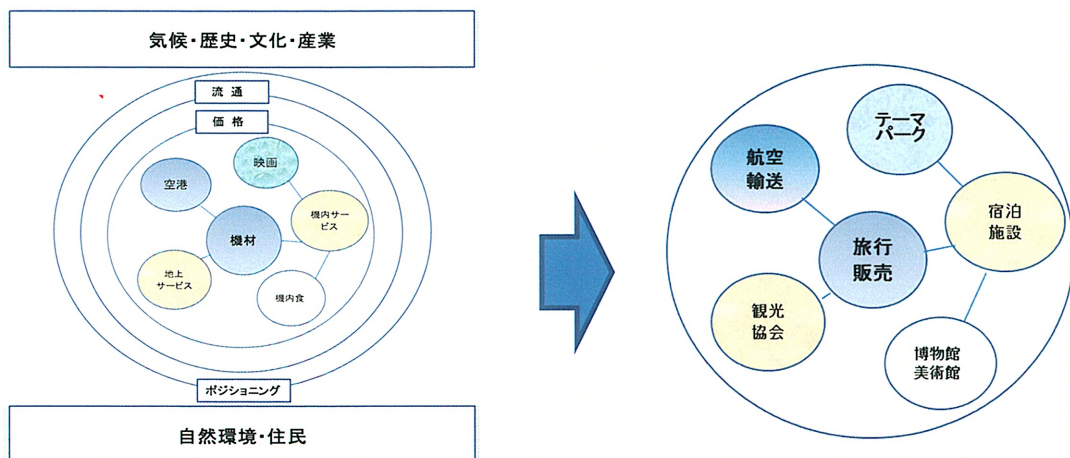 気候・歴史・文化・産業
流 通
価 格
映画
空港
機内サー
ビス
機材
地上
サービス
機内食
ポジショニング
自然環境・住民
テーマ
パーク
航空
輸送
宿泊
施設
旅行
販売
観光
協会
博物館
美術館